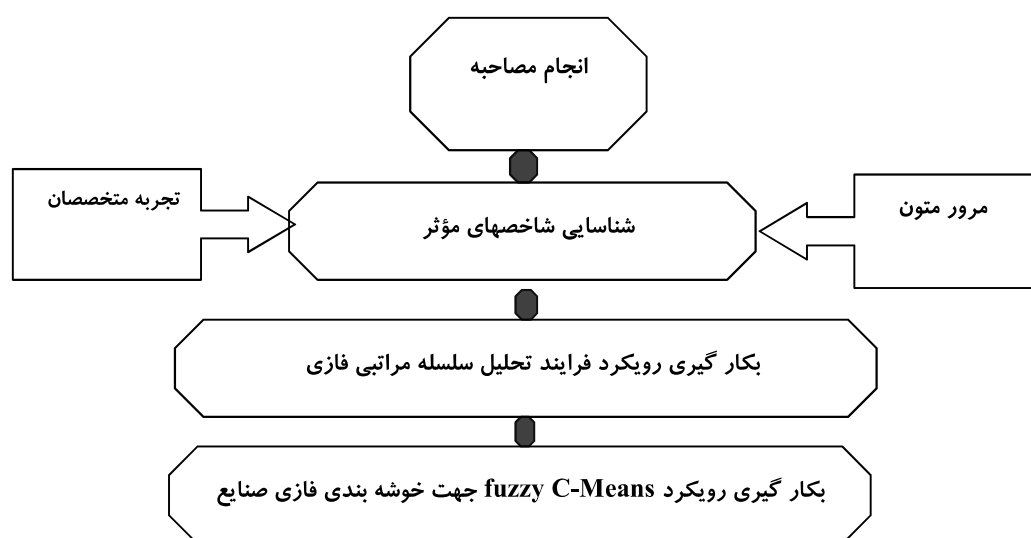 انجام مصاحبه
مرور متون
شناسایی شاخصهای مؤثر
تجربه متخصصان
بکار گیری رویکرد فرایند تحلیل سلسله مراتبی فازی
بکار گیری رویکرد fuzzy C-Means جهت خوشه بندی فازی صنایع